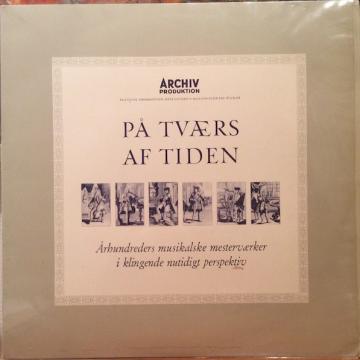 ARCHIV
PRODUKTION
PÅ TVÆRS
AF TIDEN
Århundreders musikalske mesterværker
i klingende nutidigt perspektiv